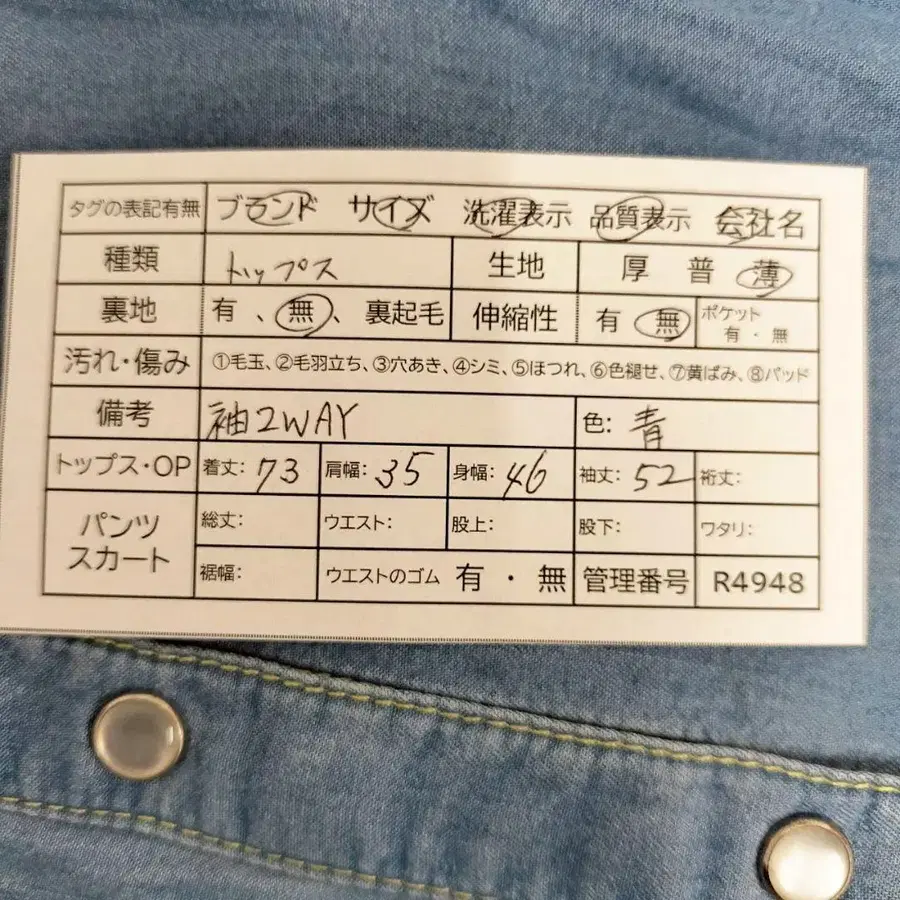 タグの表記有無 ブランド サイズ 洗濯表示 品質表示 会社名
種類 トップス 生地 厚 普 薄
裏地 有 、 無 、 裏起毛 伸縮性 有 無 ポケット 有 ・ 無
汚れ・傷み ①毛玉、②毛羽立ち、③穴あき、④シミ、⑤ほつれ、⑥色褪せ、⑦黄ばみ、⑧パッド
備考 袖2WAY 色: 青
トップス・OP 着丈: 73 肩幅: 35 身幅: 46 袖丈: 52 裄丈:
パンツ スカート 総丈: ウエスト: 股上: 股下: ワタリ:
裾幅: ウエストのゴム 有 ・ 無 管理番号 R4948